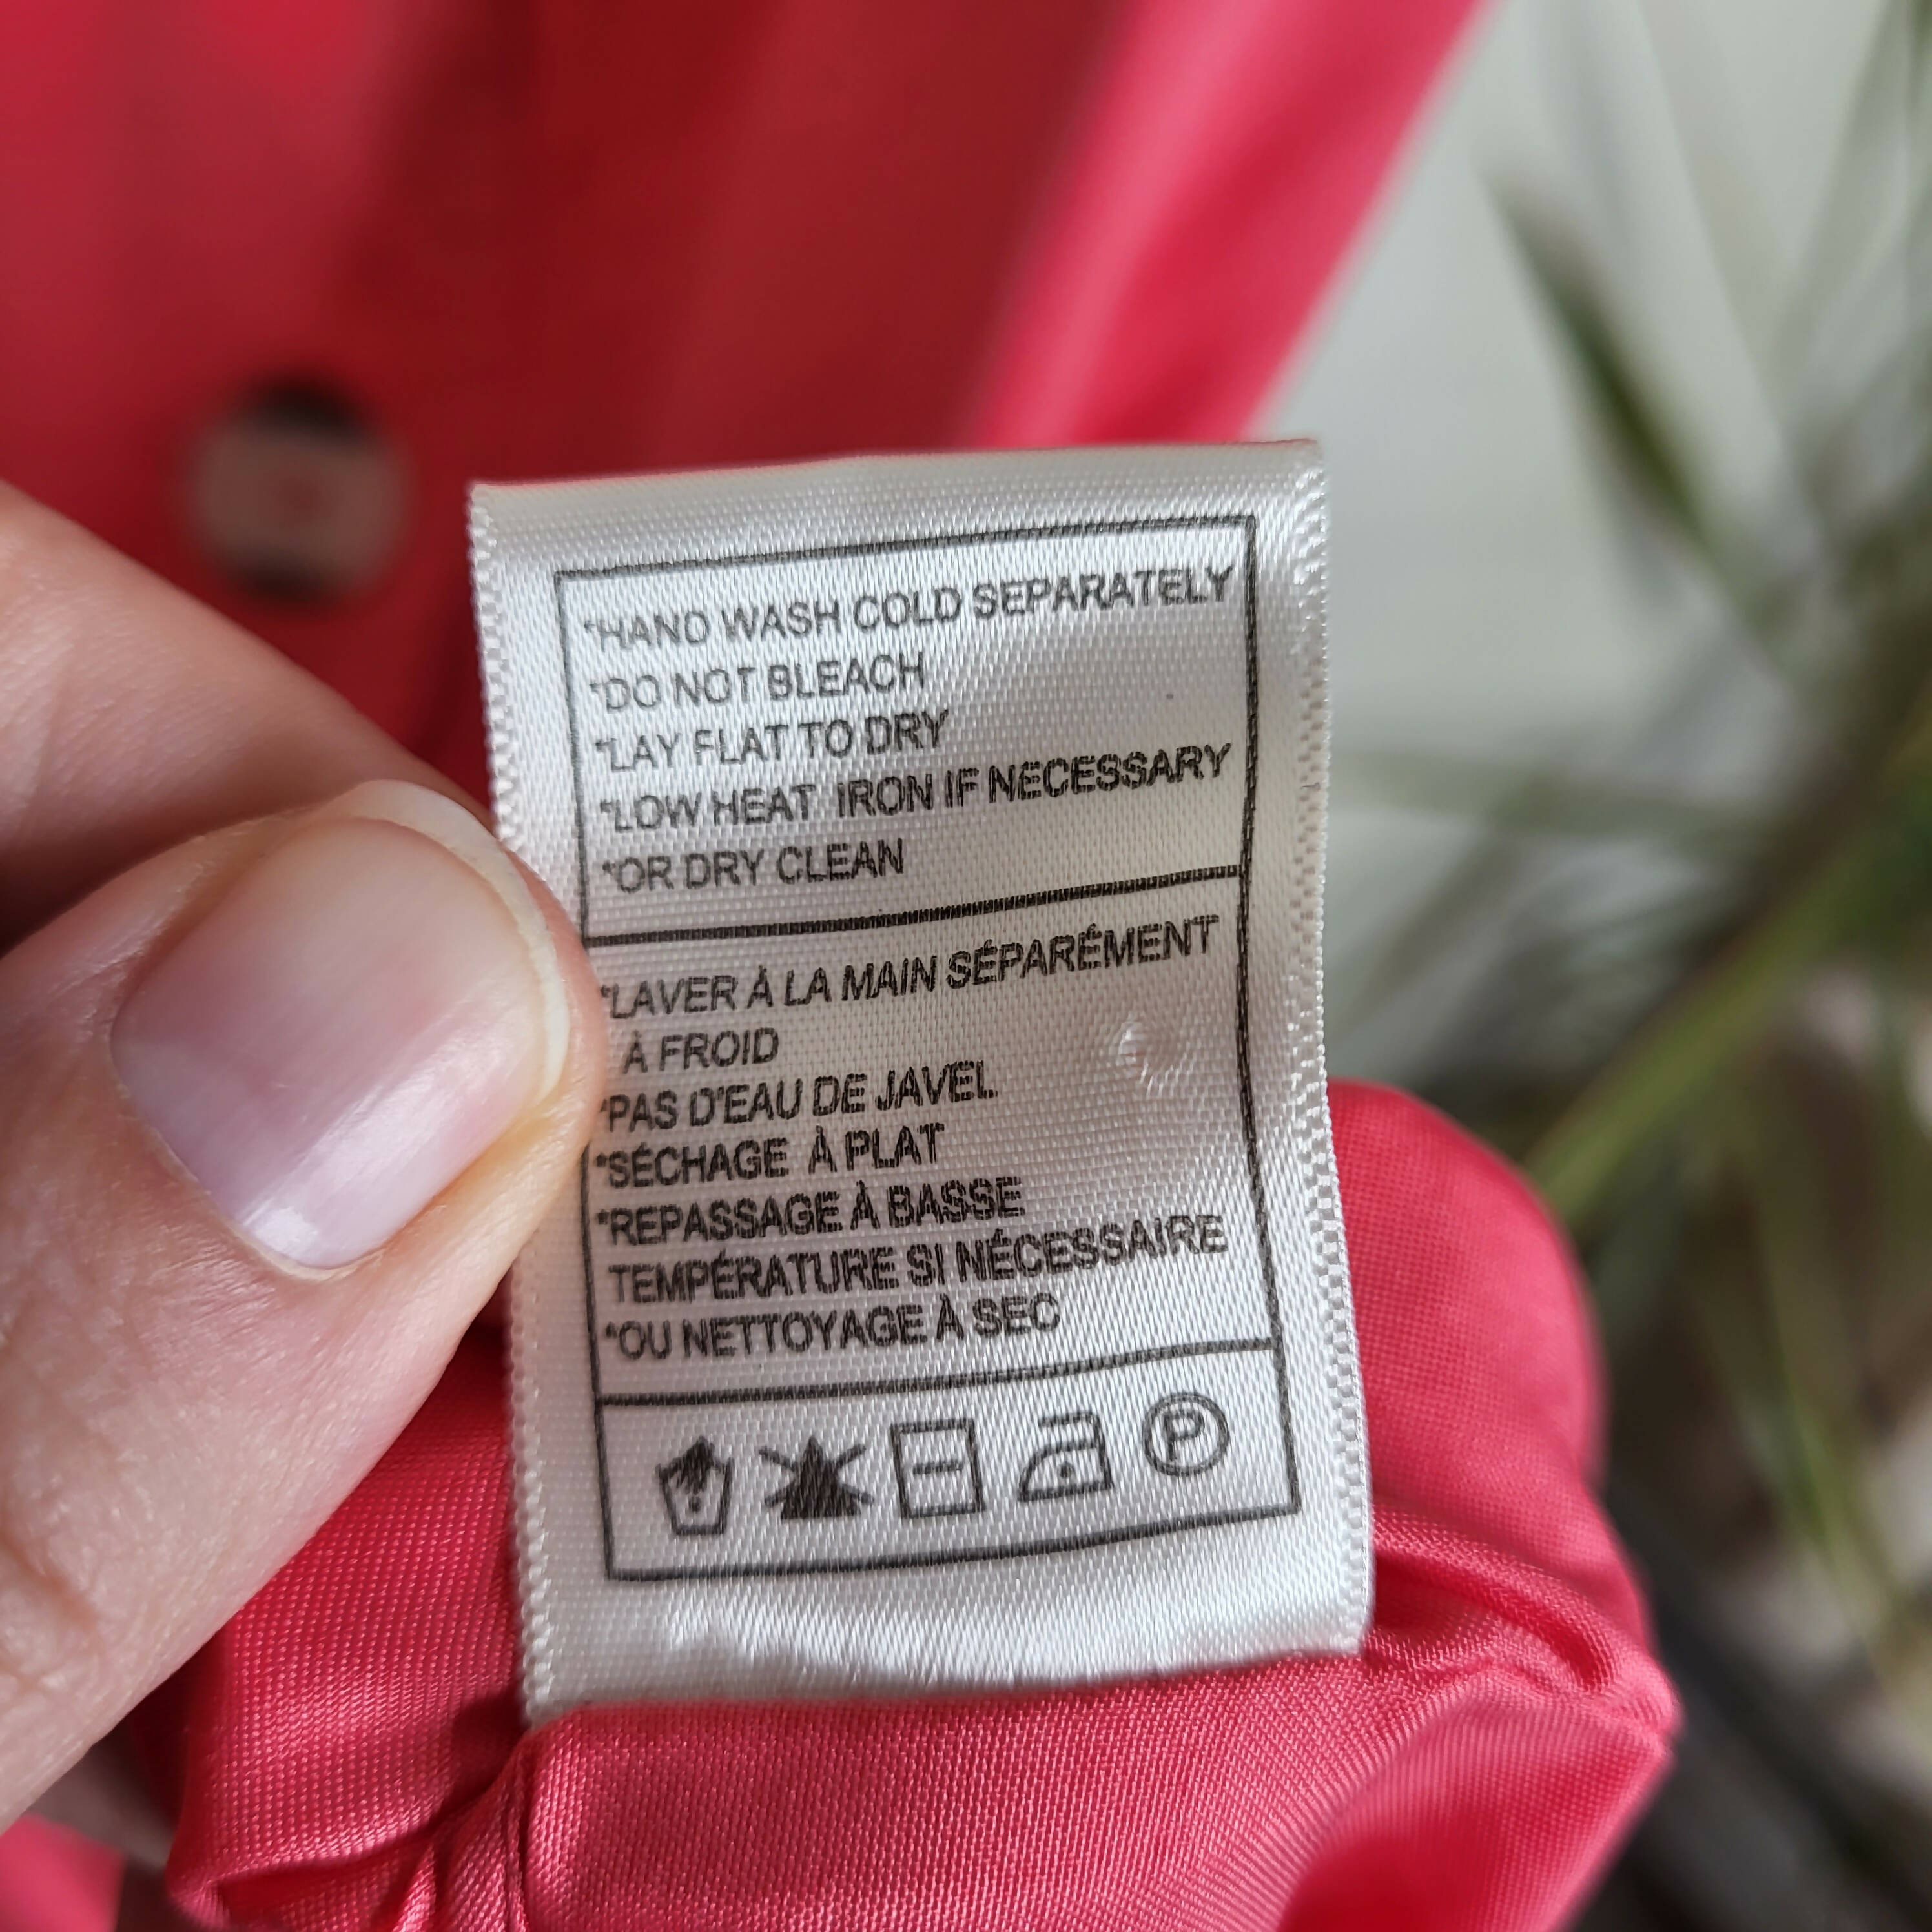 *HAND WASH COLD SEPARATELY
*DO NOT BLEACH
*LAY FLAT TO DRY
*LOW HEAT IRON IF NECESSARY
*OR DRY CLEAN
*LAVER À LA MAIN SÉPARÉMENT
À FROID
*PAS D'EAU DE JAVEL
*SÉCHAGE À PLAT
*REPASSAGE À BASSE
TEMPÉRATURE SI NÉCESSAIRE
*OU NETTOYAGE À SEC
P